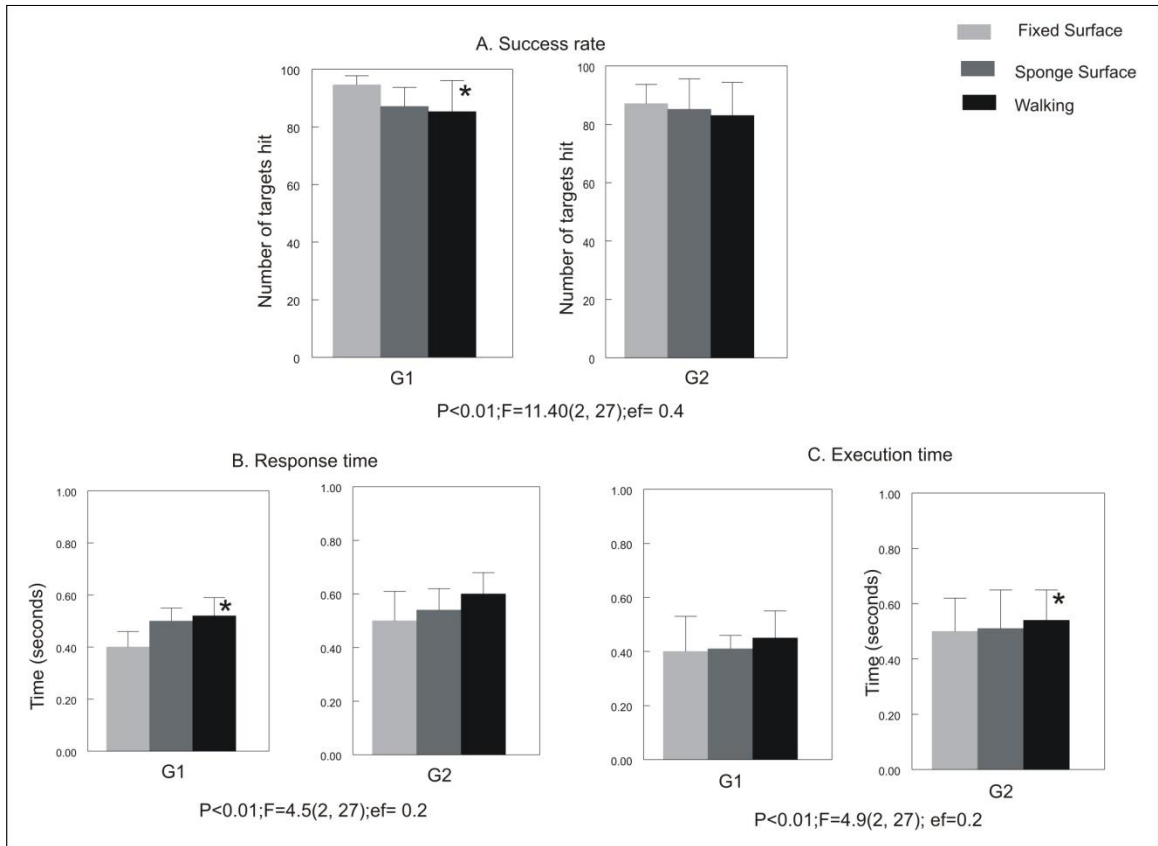 A. Success rate
Fixed Surface
Sponge Surface
Walking
Number of targets hit
100
80
60
40
20
0
*
G1
Number of targets hit
100
80
60
40
20
0
G2
P<0.01;F=11.40(2, 27);ef= 0.4
B. Response time
Time (seconds)
1.00
0.80
0.60
0.40
0.20
0.00
*
G1
1.00
0.80
0.60
0.40
0.20
0.00
G2
P<0.01;F=4.5(2, 27);ef= 0.2
C. Execution time
1.00
0.80
0.60
0.40
0.20
0.00
G1
Time (seconds)
1.00
0.80
0.60
0.40
0.20
0.00
*
G2
P<0.01;F=4.9(2, 27); ef=0.2